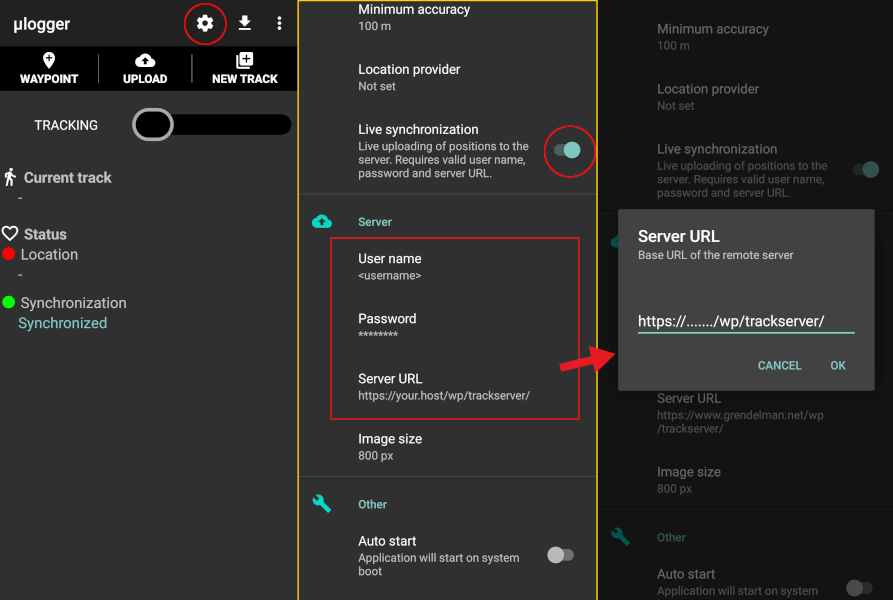 µlogger
WAYPOINT
UPLOAD
NEW TRACK
TRACKING
Current track
-
Status
Location
-
Synchronization
Synchronized
Minimum accuracy
100 m
Location provider
Not set
Live synchronization
Live uploading of positions to the
server. Requires valid user name,
password and server URL.
Server
User name
<username>
Password
********
Server URL
https://your.host/wp/trackserver/
Image size
800 px
Other
Auto start
Application will start on system
boot
Minimum accuracy
100 m
Location provider
Not set
Live synchronization
Live uploading of positions to the
server. Requires valid user name,
password and server URL.
Server URL
Base URL of the remote server
https://......./wp/trackserver/
CANCEL
OK
Server URL
https://www.grendelman.net/wp
/trackserver/
Image size
800 px
Other
Auto start
Application will start on system